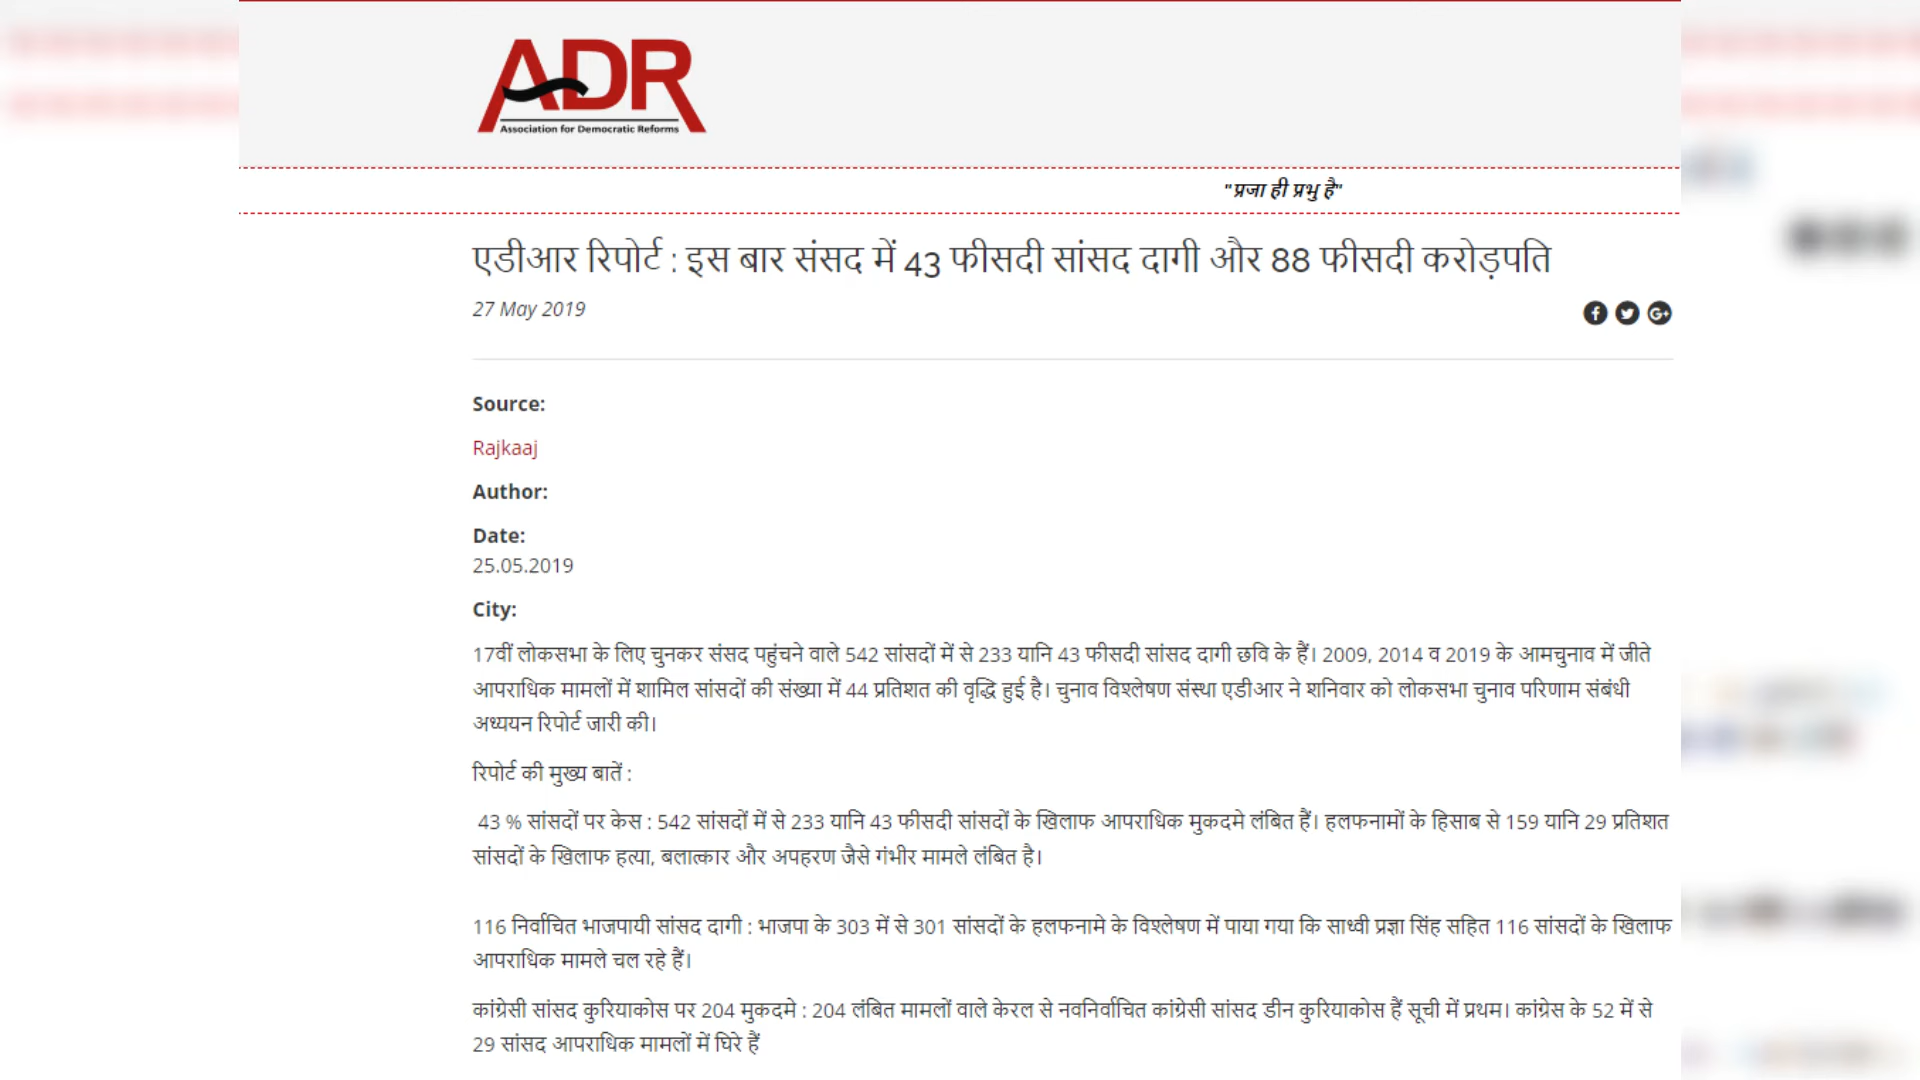 ADR
Association for Democratic Reforms
"प्रजा ही प्रभु है"
एडीआर रिपोर्ट : इस बार संसद में 43 फीसदी सांसद दागी और 88 फीसदी करोड़पति
27 May 2019
Source:
Rajkaaj
Author:
Date:
25.05.2019
City:
17वीं लोकसभा के लिए चुनकर संसद पहुंचने वाले 542 सांसदों में से 233 यानि 43 फीसदी सांसद दागी छवि के हैं। 2009, 2014 व 2019 के आमचुनाव में जीते
आपराधिक मामलों में शामिल सांसदों की संख्या में 44 प्रतिशत की वृद्धि हुई है। चुनाव विश्लेषण संस्था एडीआर ने शनिवार को लोकसभा चुनाव परिणाम संबंधी
अध्ययन रिपोर्ट जारी की।
रिपोर्ट की मुख्य बातें :
43 % सांसदों पर केस : 542 सांसदों में से 233 यानि 43 फीसदी सांसदों के खिलाफ आपराधिक मुकदमे लंबित हैं। हलफनामों के हिसाब से 159 यानि 29 प्रतिशत
सांसदों के खिलाफ हत्या, बलात्कार और अपहरण जैसे गंभीर मामले लंबित है।
116 निर्वाचित भाजपायी सांसद दागी : भाजपा के 303 में से 301 सांसदों के हलफनामे के विश्लेषण में पाया गया कि साध्वी प्रज्ञा सिंह सहित 116 सांसदों के खिलाफ
आपराधिक मामले चल रहे हैं।
कांग्रेसी सांसद कुरियाकोस पर 204 मुकदमे : 204 लंबित मामलों वाले केरल से नवनिर्वाचित कांग्रेसी सांसद डीन कुरियाकोस हैं सूची में प्रथम। कांग्रेस के 52 में से
29 सांसद आपराधिक मामलों में घिरे हैं